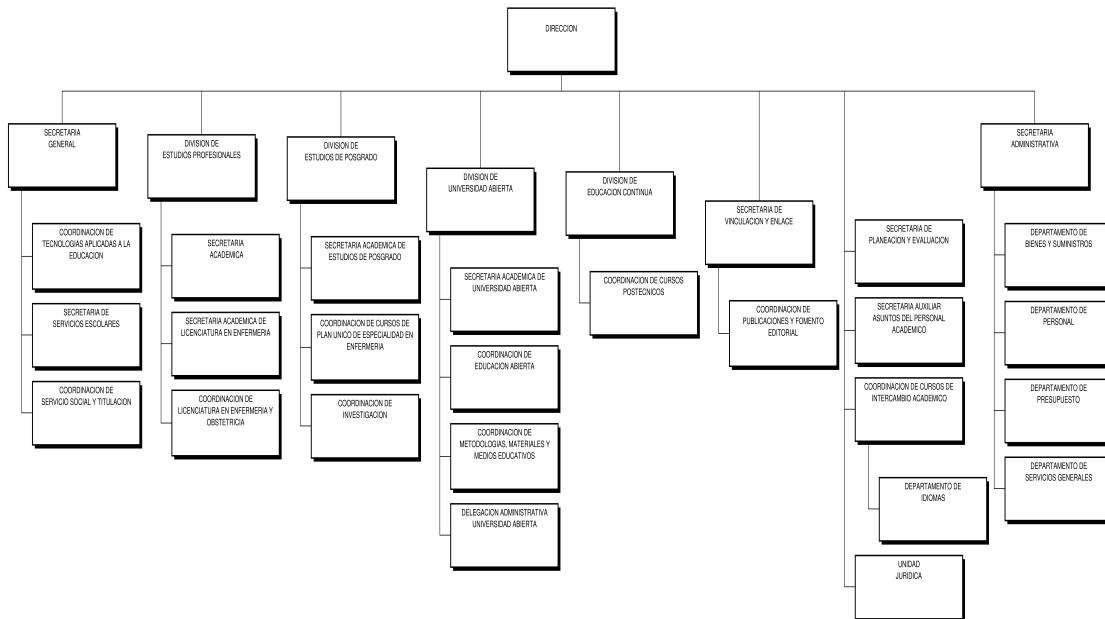 DIRECCION
SECRETARIA
GENERAL
COORDINACION DE
TECNOLOGIAS APLICADAS A LA
EDUCACION
SECRETARIA DE
SERVICIOS ESCOLARES
COORDINACION DE
SERVICIO SOCIAL Y TITULACION
DIVISION DE
ESTUDIOS PROFESIONALES
SECRETARIA
ACADEMICA
SECRETARIA ACADEMICA DE
LICENCIATURA EN ENFERMERIA
COORDINACION DE
LICENCIATURA EN ENFERMERIA Y
OBSTETRICIA
DIVISION DE
ESTUDIOS DE POSGRADO
SECRETARIA ACADEMICA DE
ESTUDIOS DE POSGRADO
COORDINACION DE CURSOS DE
PLAN UNICO DE ESPECIALIDAD EN
ENFERMERIA
COORDINACION DE
INVESTIGACION
DIVISION DE
UNIVERSIDAD ABIERTA
SECRETARIA ACADEMICA DE
UNIVERSIDAD ABIERTA
COORDINACION DE
EDUCACION ABIERTA
COORDINACION DE
METODOLOGIAS, MATERIALES Y
MEDIOS EDUCATIVOS
DELEGACION ADMINISTRATIVA
UNIVERSIDAD ABIERTA
DIVISION DE
EDUCACION CONTINUA
COORDINACION DE CURSOS
POSTECNICOS
SECRETARIA DE
VINCULACION Y ENLACE
COORDINACION DE
PUBLICACIONES Y FOMENTO
EDITORIAL
SECRETARIA DE
PLANEACION Y EVALUACION
SECRETARIA AUXILIAR
ASUNTOS DEL PERSONAL
ACADEMICO
COORDINACION DE CURSOS DE
INTERCAMBIO ACADEMICO
DEPARTAMENTO DE
IDIOMAS
UNIDAD
JURIDICA
SECRETARIA
ADMINISTRATIVA
DEPARTAMENTO DE
BIENES Y SUMINISTROS
DEPARTAMENTO DE
PERSONAL
DEPARTAMENTO DE
PRESUPUESTO
DEPARTAMENTO DE
SERVICIOS GENERALES